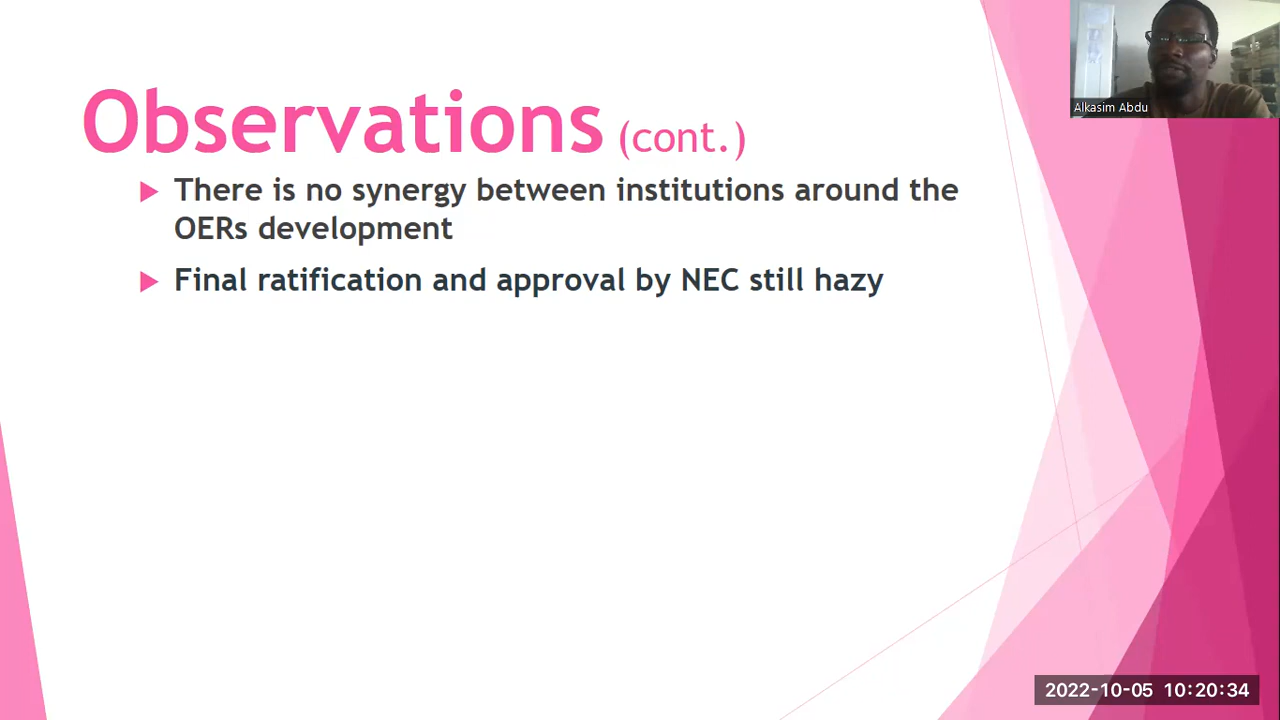 Alkasim Abdu
Observations (cont.)
There is no synergy between institutions around the
OERs development
Final ratification and approval by NEC still hazy
2022-10-05 10:20:34